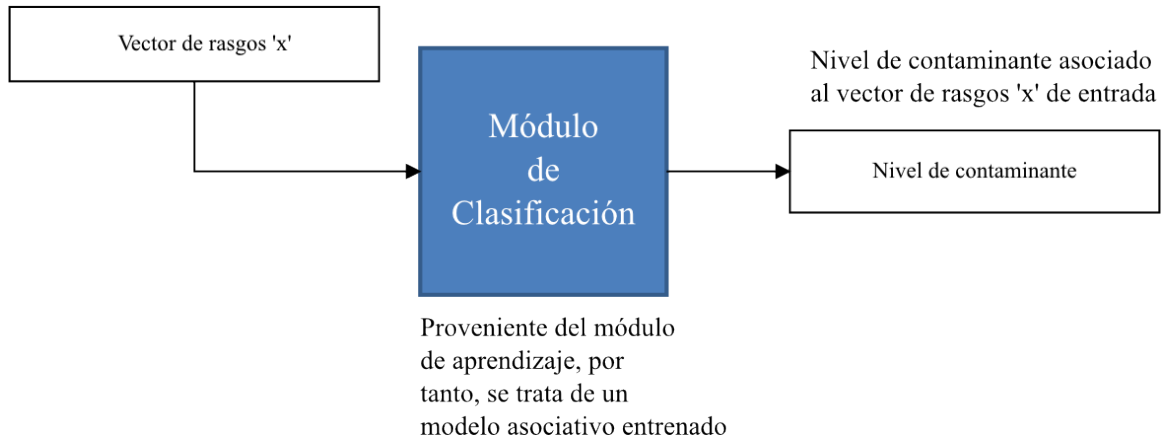 Vector de rasgos 'x'
Módulo
de
Clasificación
Proveniente del módulo
de aprendizaje, por
tanto, se trata de un
modelo asociativo entrenado
Nivel de contaminante asociado
al vector de rasgos 'x' de entrada
Nivel de contaminante